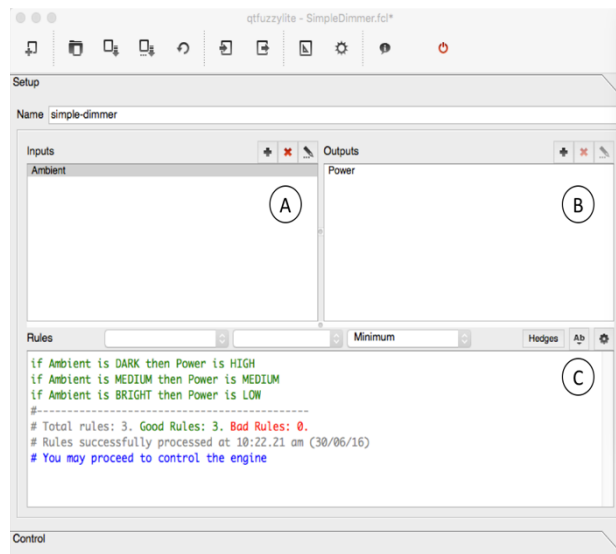 qtfuzzylite - SimpleDimmer.fcl*
Setup
Name simple-dimmer
Inputs
Outputs
Ambient
Power
A
B
Rules Minimum Hedges Ab
C
if Ambient is DARK then Power is HIGH
if Ambient is MEDIUM then Power is MEDIUM
if Ambient is BRIGHT then Power is LOW
#-----------------------------------------------
# Total rules: 3. Good Rules: 3. Bad Rules: 0.
# Rules successfully processed at 10:22.21 am (30/06/16)
# You may proceed to control the engine
Control